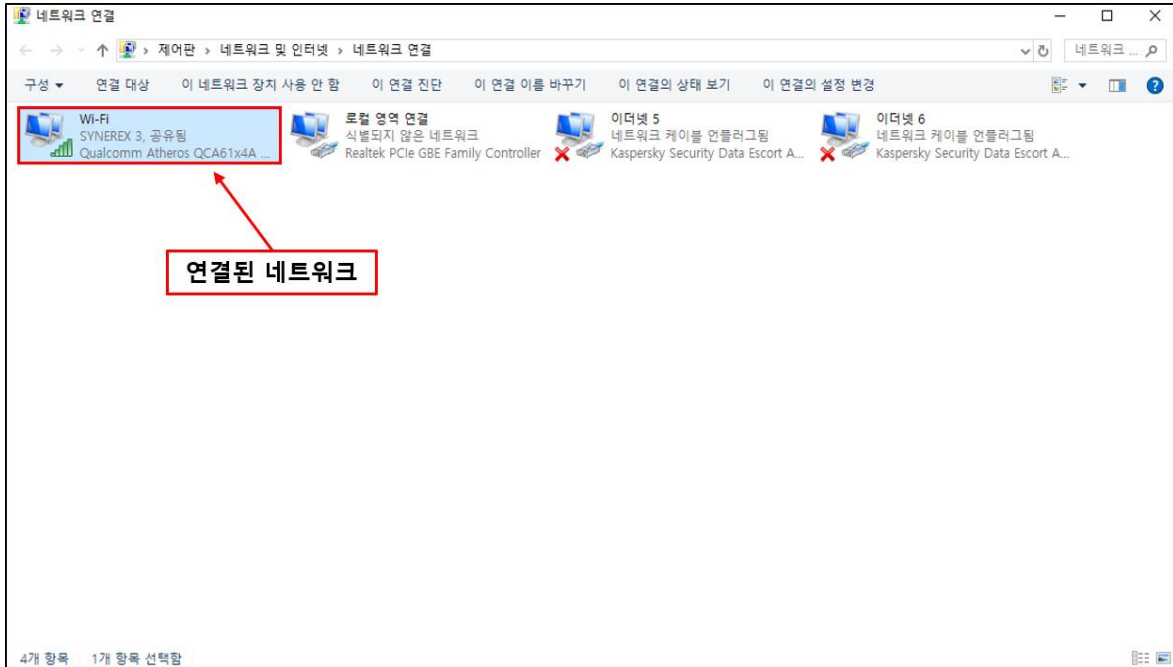 네트워크 연결
제어판 › 네트워크 및 인터넷 › 네트워크 연결
네트워크 ...
구성 연결 대상 이 네트워크 장치 사용 안 함 이 연결 진단 이 연결 이름 바꾸기 이 연결의 상태 보기 이 연결의 설정 변경
Wi-Fi
SYNEREX 3, 공유됨
Qualcomm Atheros QCA61x4A ...
로컬 영역 연결
식별되지 않은 네트워크
Realtek PCIe GBE Family Controller
이더넷 5
네트워크 케이블 언플러그됨
Kaspersky Security Data Escort A...
이더넷 6
네트워크 케이블 언플러그됨
Kaspersky Security Data Escort A...
연결된 네트워크
4개 항목 1개 항목 선택함